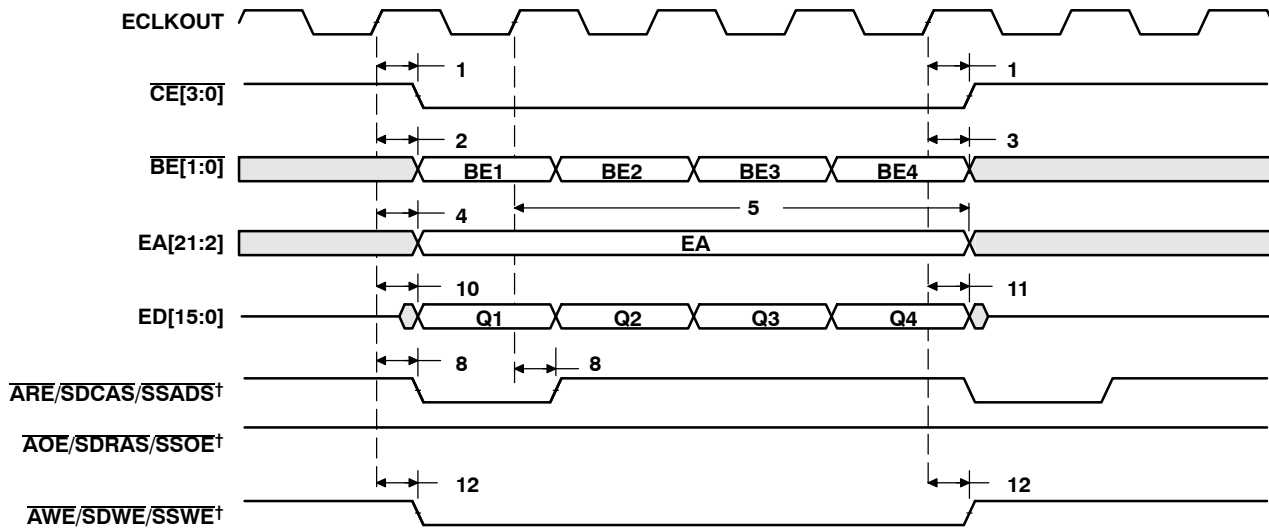 ECLKOUT
1 1
CE[3:0]
2 3
BE[1:0] BE1 BE2 BE3 BE4
4 5
EA[21:2] EA
10 11
ED[15:0] Q1 Q2 Q3 Q4
8 8
ARE/SDCAS/SSADS†
AOE/SDRAS/SSOE†
12 12
AWE/SDWE/SSWE†